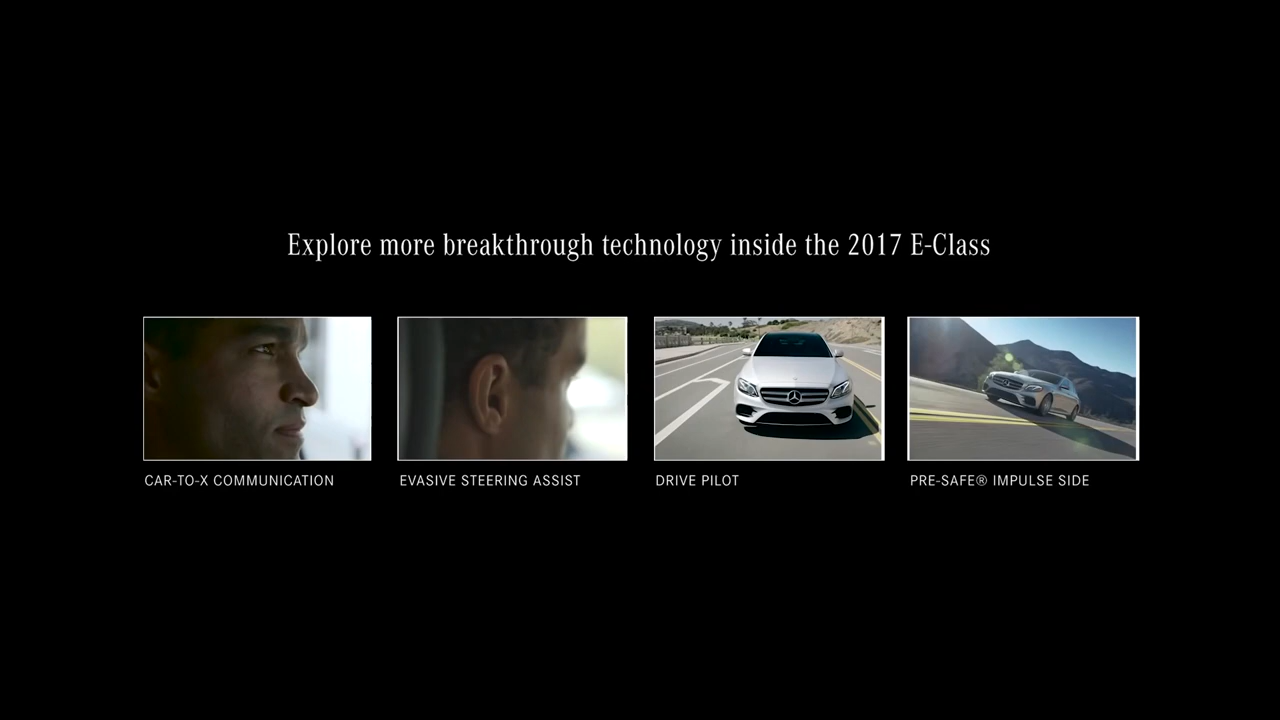 Explore more breakthrough technology inside the 2017 E-Class
CAR-TO-X COMMUNICATION
EVASIVE STEERING ASSIST
DRIVE PILOT
PRE-SAFE® IMPULSE SIDE